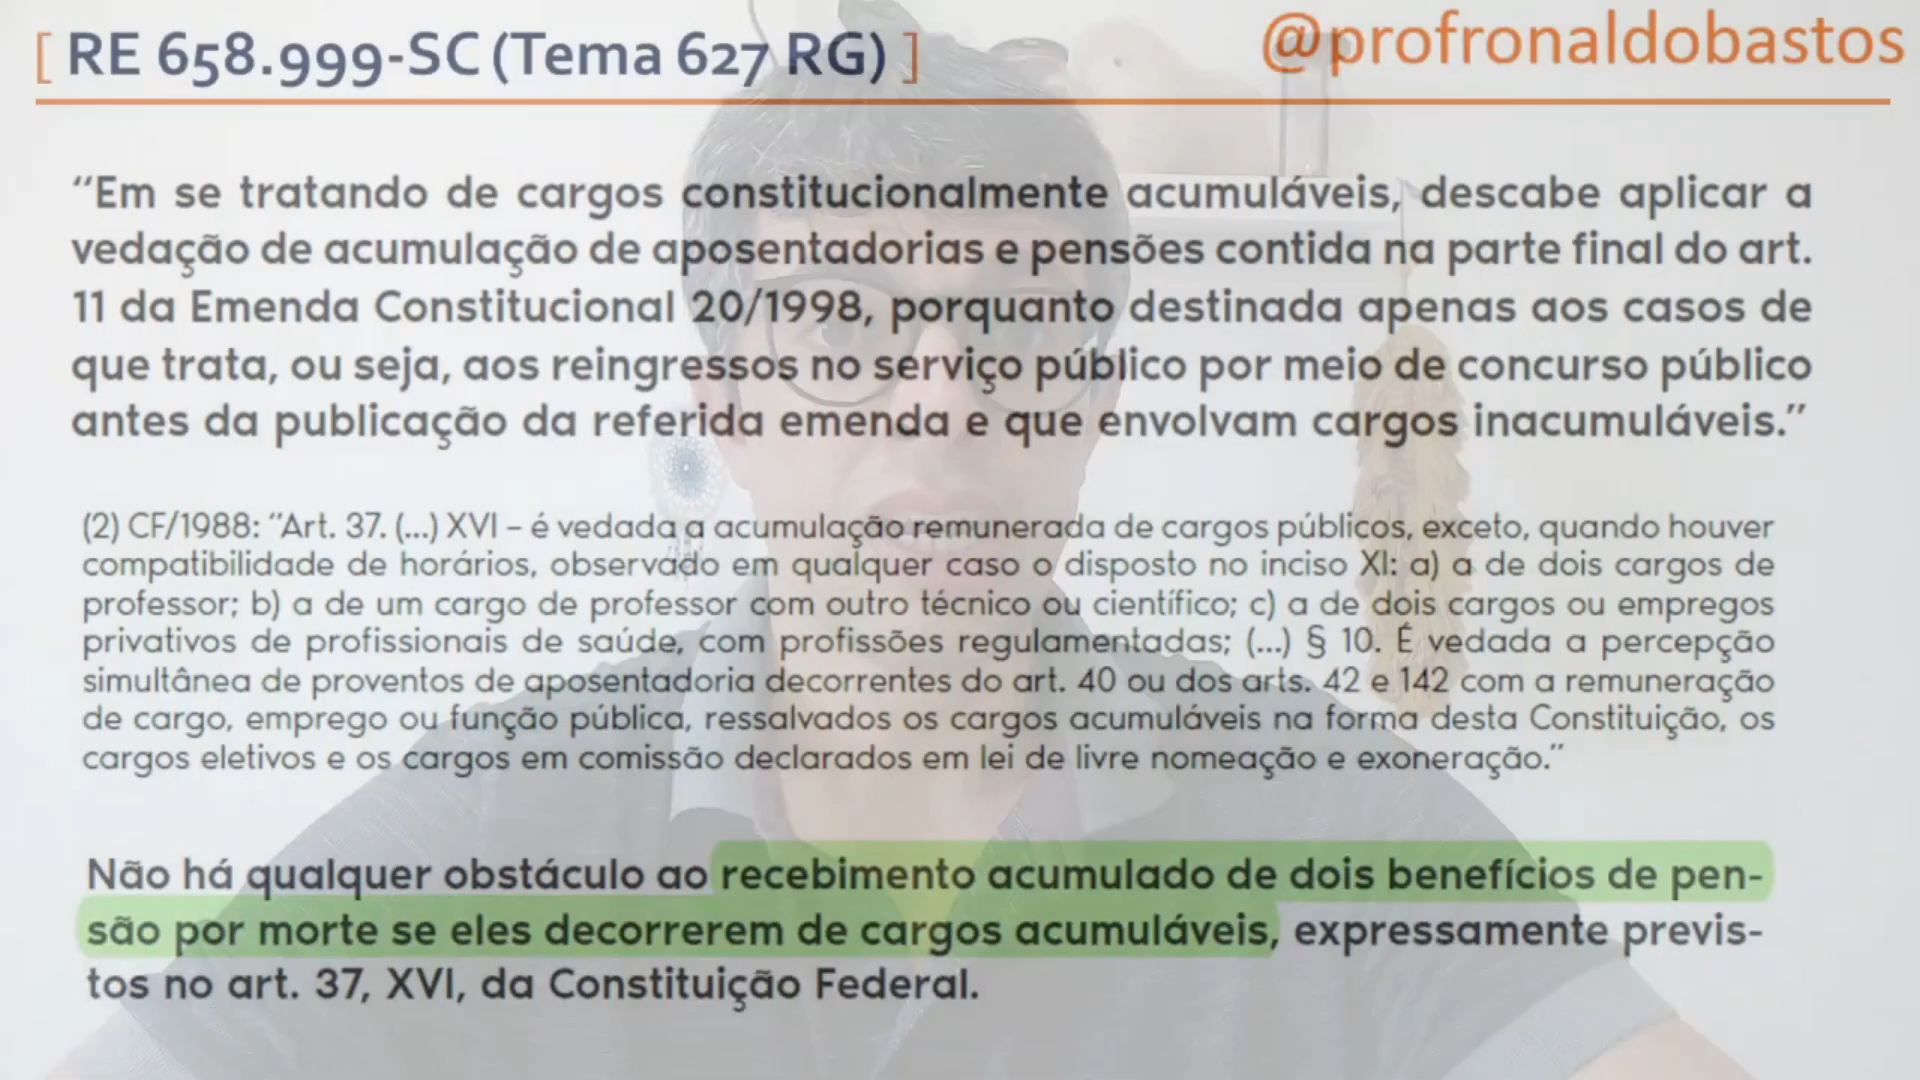 [ RE 658.999-SC (Tema 627 RG) ]
@profronaldobastos
“Em se tratando de cargos constitucionalmente acumuláveis, descabe aplicar a
vedação de acumulação de aposentadorias e pensões contida na parte final do art.
11 da Emenda Constitucional 20/1998, porquanto destinada apenas aos casos de
que trata, ou seja, aos reingressos no serviço público por meio de concurso público
antes da publicação da referida emenda e que envolvam cargos inacumuláveis.”
(2) CF/1988: “Art. 37. (...) XVI – é vedada a acumulação remunerada de cargos públicos, exceto, quando houver
compatibilidade de horários, observado em qualquer caso o disposto no inciso XI: a) a de dois cargos de
professor; b) a de um cargo de professor com outro técnico ou científico; c) a de dois cargos ou empregos
privativos de profissionais de saúde, com profissões regulamentadas; (...) § 10. É vedada a percepção
simultânea de proventos de aposentadoria decorrentes do art. 40 ou dos arts. 42 e 142 com a remuneração
de cargo, emprego ou função pública, ressalvados os cargos acumuláveis na forma desta Constituição, os
cargos eletivos e os cargos em comissão declarados em lei de livre nomeação e exoneração.”
Não há qualquer obstáculo ao recebimento acumulado de dois benefícios de pen-
são por morte se eles decorrerem de cargos acumuláveis, expressamente previs-
tos no art. 37, XVI, da Constituição Federal.